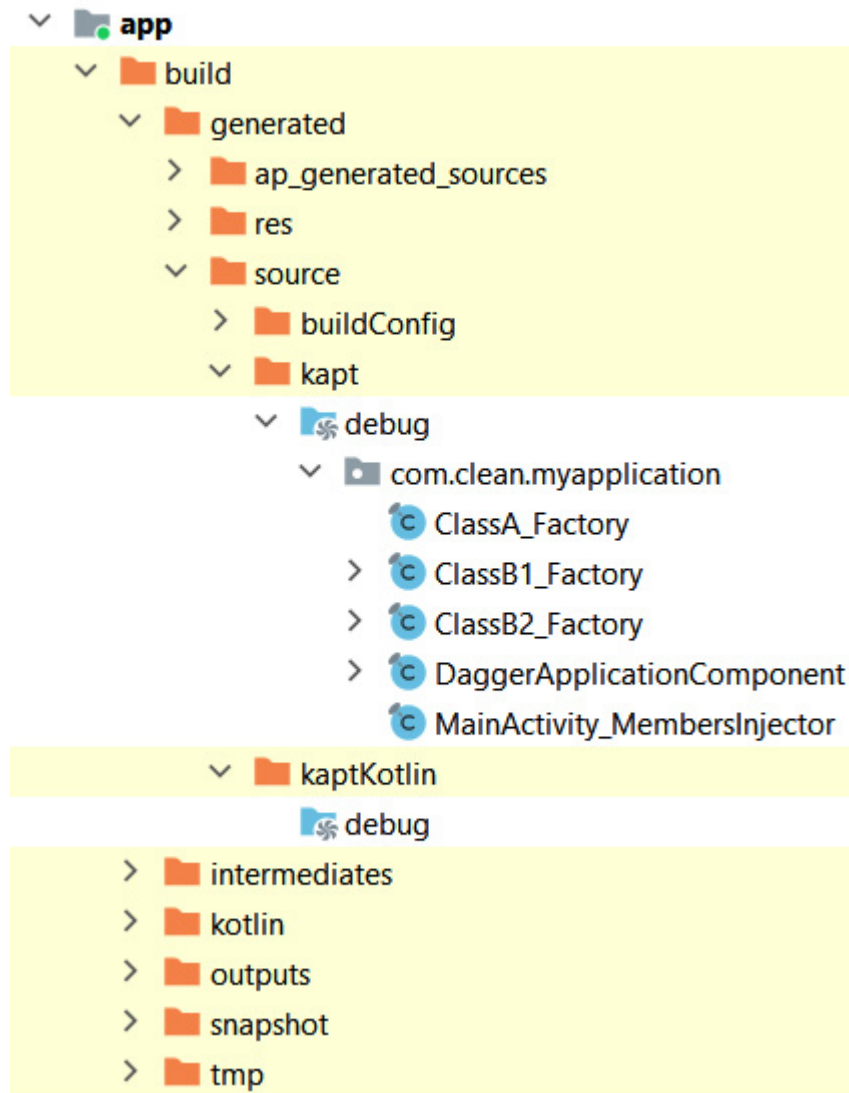 app
build
generated
ap_generated_sources
res
source
buildConfig
kapt
debug
com.clean.myapplication
ClassA_Factory
ClassB1_Factory
ClassB2_Factory
DaggerApplicationComponent
MainActivity_MembersInjector
kaptKotlin
debug
intermediates
kotlin
outputs
snapshot
tmp